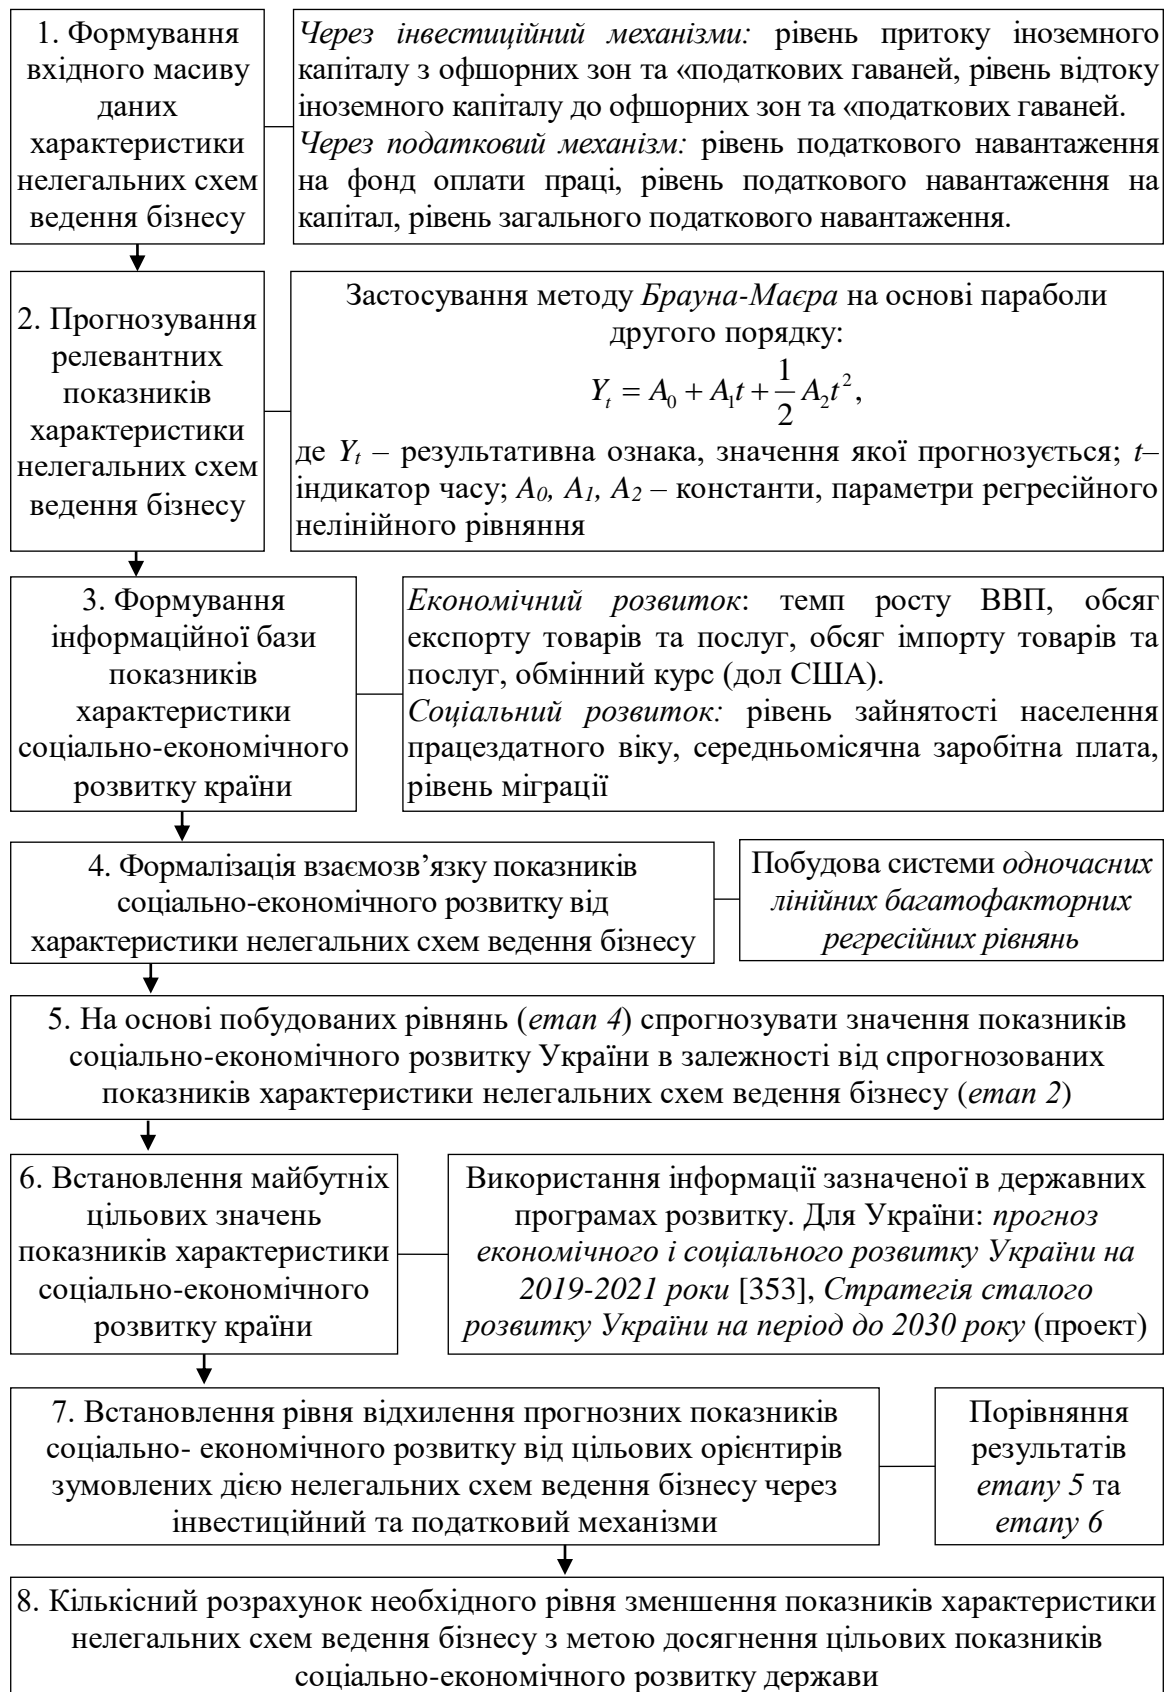 1. Формування
вхідного масиву
даних
характеристики
нелегальних схем
ведення бізнесу
Через інвестиційний механізми: рівень притоку іноземного
капіталу з офшорних зон та «податкових гаваней, рівень відтоку
іноземного капіталу до офшорних зон та «податкових гаваней.
Через податковий механізм: рівень податкового навантаження
на фонд оплати праці, рівень податкового навантаження на
капітал, рівень загального податкового навантаження.
2. Прогнозування
релевантних
показників
характеристики
нелегальних схем
ведення бізнесу
Застосування методу Брауна-Маєра на основі параболи
другого порядку:
Y_t = A_0 + A_1 t + \frac{1}{2} A_2 t^2,
де Y_t – результативна ознака, значення якої прогнозується; t–
індикатор часу; A_0, A_1, A_2 – константи, параметри регресійного
нелінійного рівняння
3. Формування
інформаційної бази
показників
характеристики
соціально-економічного
розвитку країни
Економічний розвиток: темп росту ВВП, обсяг
експорту товарів та послуг, обсяг імпорту товарів та
послуг, обмінний курс (дол США).
Соціальний розвиток: рівень зайнятості населення
працездатного віку, середньомісячна заробітна плата,
рівень міграції
4. Формалізація взаємозв’язку показників
соціально-економічного розвитку від
характеристики нелегальних схем ведення бізнесу
Побудова системи одночасних
лінійних багатофакторних
регресійних рівнянь
5. На основі побудованих рівнянь (етап 4) спрогнозувати значення показників
соціально-економічного розвитку України в залежності від спрогнозованих
показників характеристики нелегальних схем ведення бізнесу (етап 2)
6. Встановлення майбутніх
цільових значень
показників характеристики
соціально-економічного
розвитку країни
Використання інформації зазначеної в державних
програмах розвитку. Для України: прогноз
економічного і соціального розвитку України на
2019-2021 роки [353], Стратегія сталого
розвитку України на період до 2030 року (проект)
7. Встановлення рівня відхилення прогнозних показників
соціально- економічного розвитку від цільових орієнтирів
зумовлених дією нелегальних схем ведення бізнесу через
інвестиційний та податковий механізми
Порівняння
результатів
етапу 5 та
етапу 6
8. Кількісний розрахунок необхідного рівня зменшення показників характеристики
нелегальних схем ведення бізнесу з метою досягнення цільових показників
соціально-економічного розвитку держави